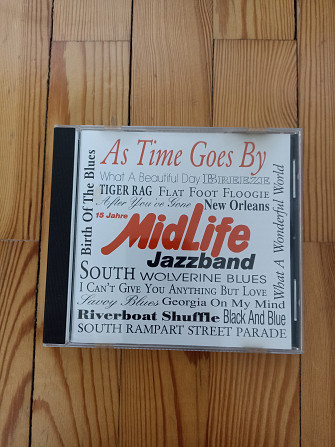 As Time Goes By
What A Beautiful Day BREEZE
TIGER RAG FLAT FOOT FLOOGIE
After You've Gone New Orleans
15 Jahre
MidLife
Jazzband
Birth Of The Blues
What A Wonderful World
SOUTH WOLVERINE BLUES
I CAN'T GIVE YOU ANYTHING BUT LOVE
Savoy Blues Georgia On My Mind
Riverboat Shuffle Black And Blue
SOUTH RAMPART STREET PARADE